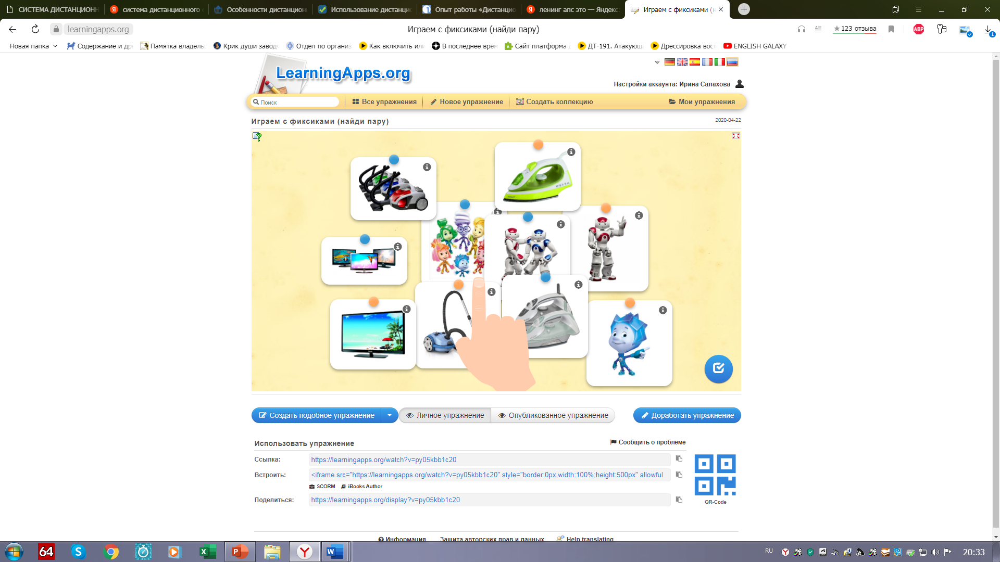 СИСТЕМА ДИСТАНЦИОНН
система дистанционного
Особенности дистанцион
Использование дистанци
Опыт работы «Дистанцио
ленинг апс это — Яндекс:
Играем с фиксиками (н
learningapps.org
Играем с фиксиками (найди пару)
123 отзыва
ABP
1
Новая папка
Содержание и дре
Памятка владельц
Крик души завод
Отдел по организ
Как включить или
В последнее врем
Сайт платформа
ДТ-191. Атакующ
Дрессировка вост
ENGLISH GALAXY
LearningApps.org
Настройки аккаунта: Ирина Салахова
Поиск
Все упражнения
Новое упражнение
Создать коллекцию
Мои упражнения
Играем с фиксиками (найди пару)
2020-04-22
Создать подобное упражнение
Личное упражнение
Опубликованное упражнение
Доработать упражнение
Использовать упражнение
Сообщить о проблеме
Ссылка:
https://learningapps.org/watch?v=py05kbb1c20
Встроить:
<iframe src="https://learningapps.org/watch?v=py05kbb1c20" style="border:0px;width:100%;height:500px" allowful
SCORM
iBooks Author
Поделиться:
https://learningapps.org/display?v=py05kbb1c20
QR-Code
Информация
Защита авторских прав и данных
Help translating
64
RU
20:33